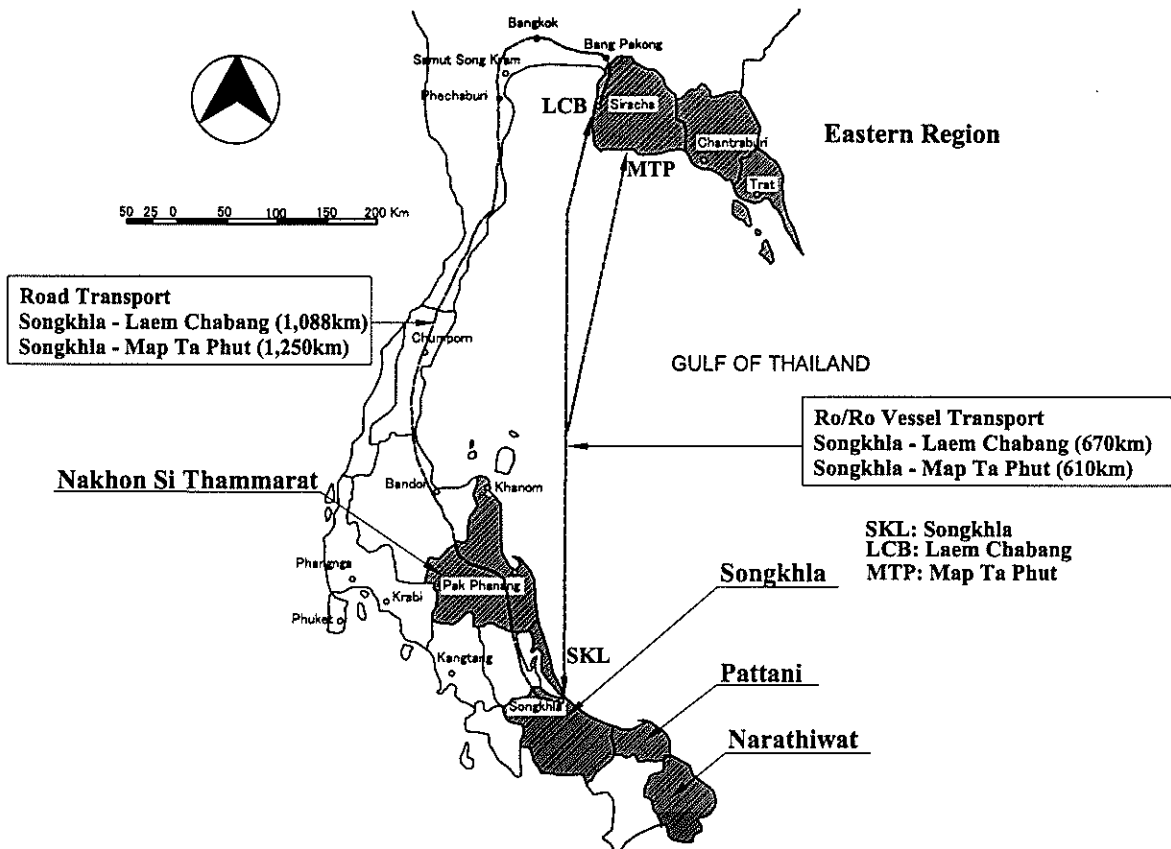 Bangkok
Bang Pakong
Samut Song Kram
Phachaburi
LCB
Siracha
Eastern Region
Chantraburi
MTP
Trat
50 25 0 50 100 150 200 Km
Road Transport
Songkhla - Laem Chabang (1,088km)
Songkhla - Map Ta Phut (1,250km)
Chumporn
GULF OF THAILAND
Ro/Ro Vessel Transport
Songkhla - Laem Chabang (670km)
Songkhla - Map Ta Phut (610km)
Nakhon Si Thammarat
Bandon
Khanom
SKL: Songkhla
LCB: Laem Chabang
MTP: Map Ta Phut
Phangnga
Pak Phanang
Songkhla
Krabi
Phuket
Kangtang
SKL
Pattani
Songkhla
Narathiwat